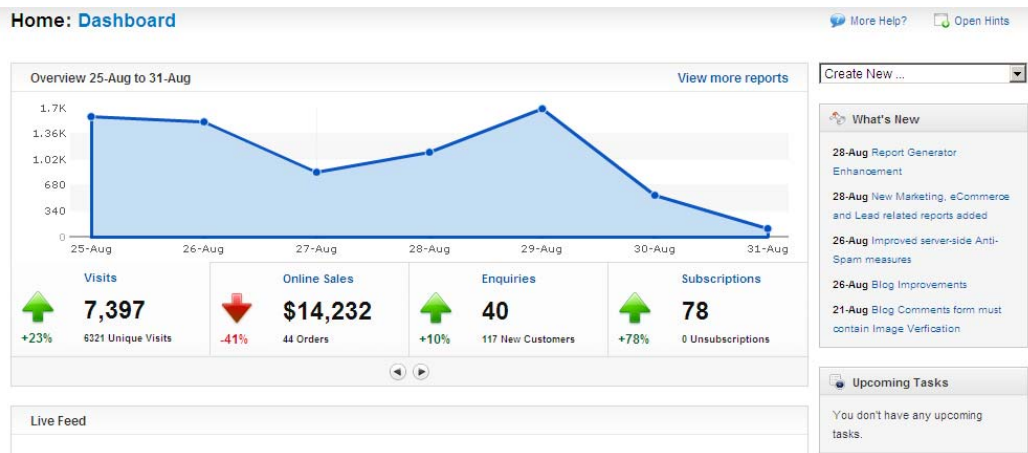 Home: Dashboard
More Help?
Open Hints
Overview 25-Aug to 31-Aug
View more reports
1.7K
1.36K
1.02K
680
340
0
25-Aug
26-Aug
27-Aug
28-Aug
29-Aug
30-Aug
31-Aug
Visits
7,397
+23%
6321 Unique Visits
Online Sales
$14,232
-41%
44 Orders
Enquiries
40
+10%
117 New Customers
Subscriptions
78
+78%
0 Unsubscriptions
Live Feed
Create New ...
What's New
28-Aug Report Generator
Enhancement
28-Aug New Marketing, eCommerce
and Lead related reports added
26-Aug Improved server-side Anti-
Spam measures
26-Aug Blog Improvements
21-Aug Blog Comments form must
contain Image Verfication
Upcoming Tasks
You don't have any upcoming
tasks.